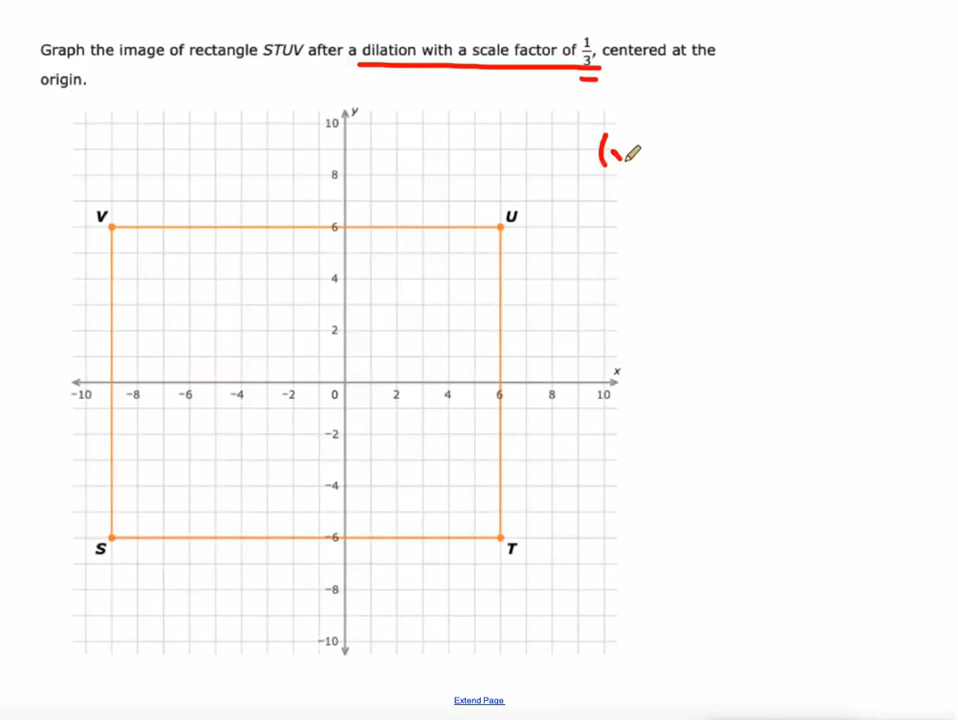 Graph the image of rectangle STUV after a dilation with a scale factor of 1/3, centered at the
origin.
y
10
8
V
U
6
4
2
x
-10 -8 -6 -4 -2 0 2 4 6 8 10
-2
-4
-6
S
T
-8
-10
Extend Page